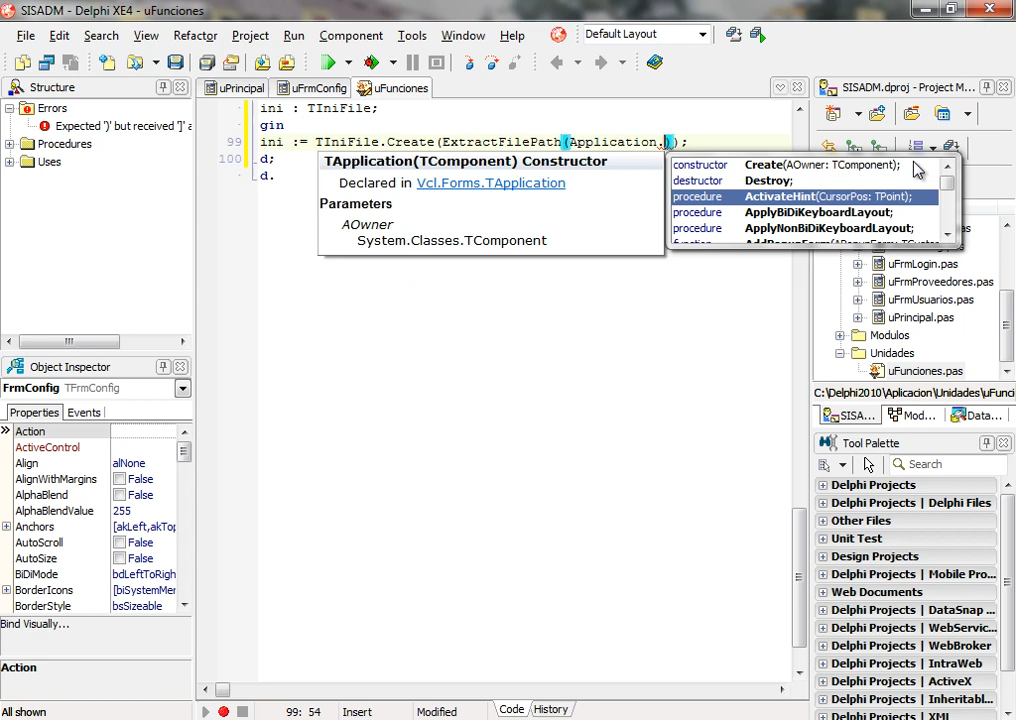 SISADM - Delphi XE4 - uFunciones
File Edit Search View Refactor Project Run Component Tools Window Help Default Layout
Structure
Errors
Expected ')' but received ']' a
Procedures
Uses
uPrincipal uFrmConfig uFunciones
ini : TIniFile;
gin
99 ini := TIniFile.Create(ExtractFilePath(Application.));
100 d;
d.
TApplication(TComponent) Constructor
Declared in Vcl.Forms.TApplication
Parameters
AOwner
System.Classes.TComponent
constructor Create(AOwner: TComponent);
destructor Destroy;
procedure ActivateHint(CursorPos: TPoint);
procedure ApplyBiDiKeyboardLayout;
procedure ApplyNonBiDiKeyboardLayout;
SISADM.dproj - Project M...
uFrmLogin.pas
uFrmProveedores.pas
uFrmUsuarios.pas
uPrincipal.pas
Modulos
Unidades
uFunciones.pas
C:\Delphi2010\Aplicacion\Unidades\uFunci
SISA... Mod... Data...
Object Inspector
FrmConfig TFrmConfig
Properties Events
Action
ActiveControl
Align alNone
AlignWithMargins False
AlphaBlend False
AlphaBlendValue 255
Anchors [akLeft,akTop
AutoScroll False
AutoSize False
BiDiMode bdLeftToRigh
BorderIcons [biSystemMer
BorderStyle bsSizeable
Bind Visually...
Action
All shown
Tool Palette
Search
Delphi Projects
Delphi Projects | Delphi Files
Other Files
Unit Test
Design Projects
Delphi Projects | Mobile Pro...
Web Documents
Delphi Projects | DataSnap ...
Delphi Projects | WebServic...
Delphi Projects | WebBroker
Delphi Projects | IntraWeb
Delphi Projects | ActiveX
Delphi Projects | Inheritabl...
Delphi Projects | XML
99: 54 Insert Modified Code History